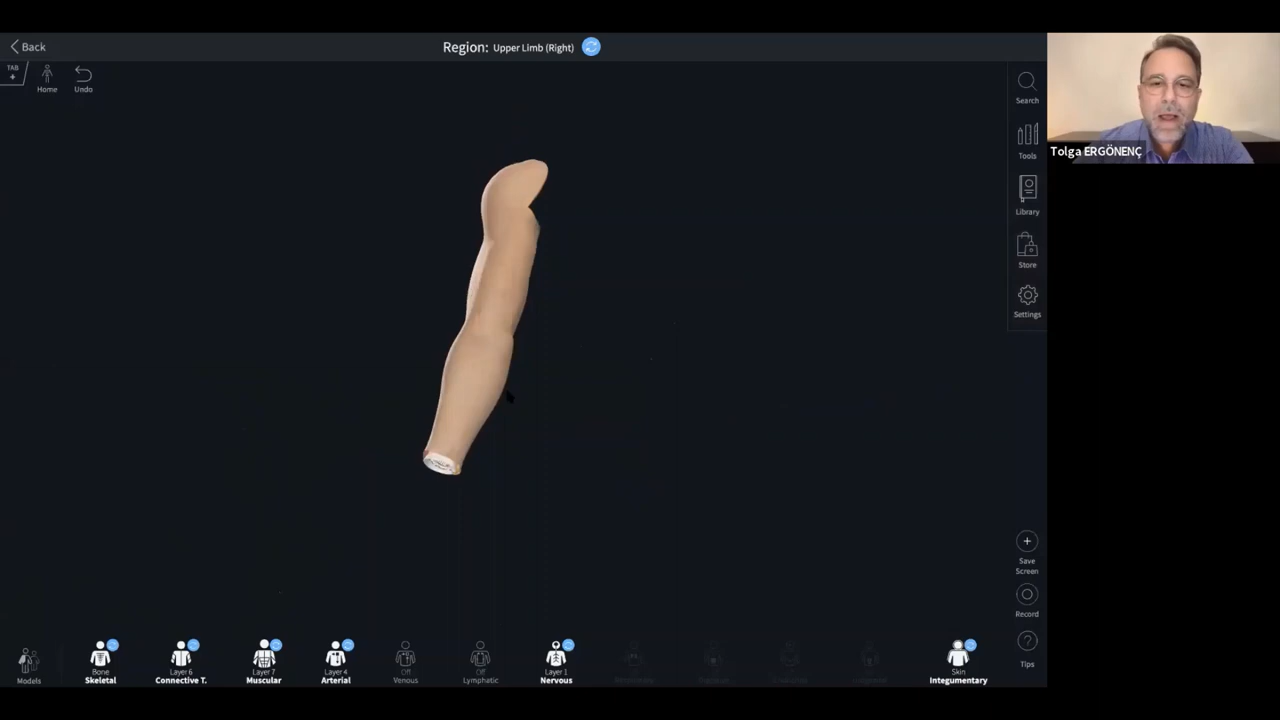 Back
Region: Upper Limb (Right)
TAB
+
Home
Undo
Search
Tools
Library
Store
Settings
Tolga ERGÖNENÇ
Save
Screen
Record
Tips
Models
Bone
Skeletal
Layer 6
Connective T.
Layer 7
Muscular
Layer 4
Arterial
Off
Venous
Off
Lymphatic
Layer 1
Nervous
Skin
Integumentary